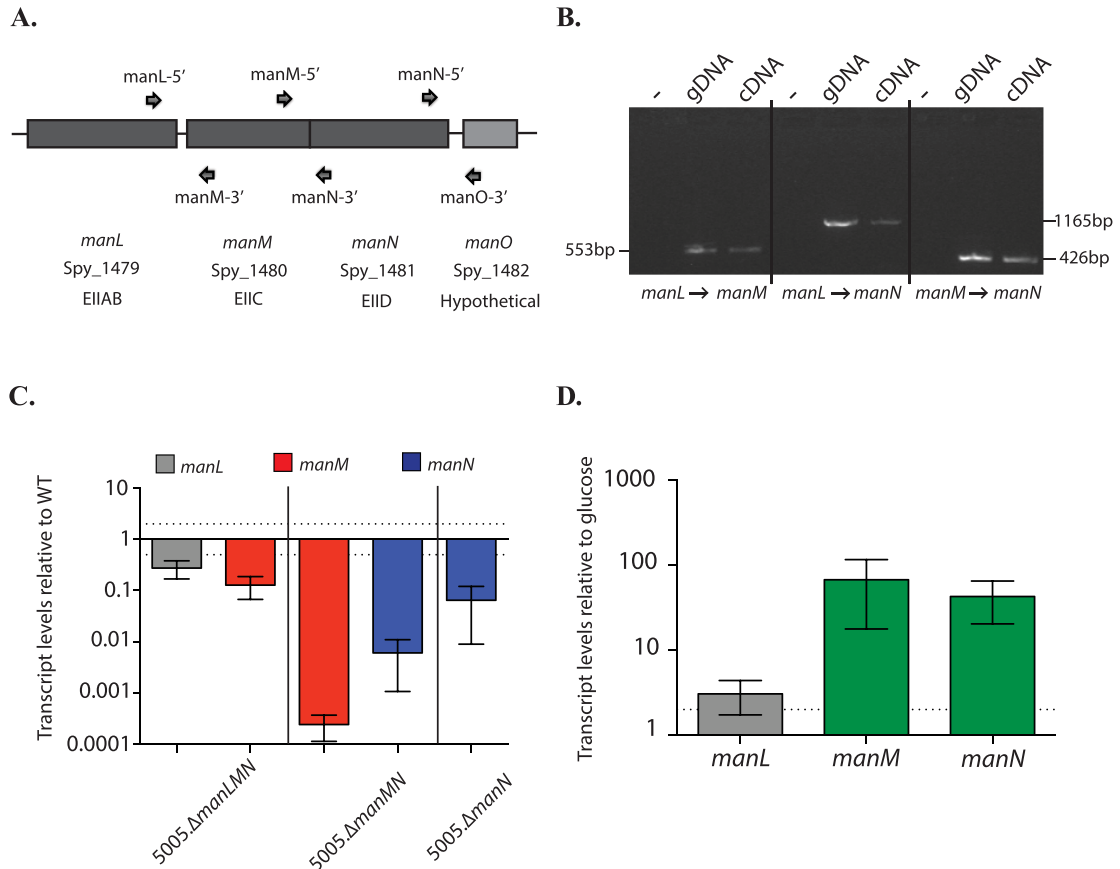 A.
manL-5’ manM-5’ manN-5’
manM-3’ manN-3’ manO-3’
manL manM manN manO
Spy_1479 Spy_1480 Spy_1481 Spy_1482
EIIAB EIIC EIID Hypothetical
B.
- gDNA cDNA - gDNA cDNA - gDNA cDNA
1165bp
553bp
426bp
manL → manM manL → manN manM → manN
C.
manL manM manN
Transcript levels relative to WT
10
1
0.1
0.01
0.001
0.0001
5005.ΔmanLMN 5005.ΔmanMN 5005.ΔmanN
D.
Transcript levels relative to glucose
1000
100
10
1
manL manM manN